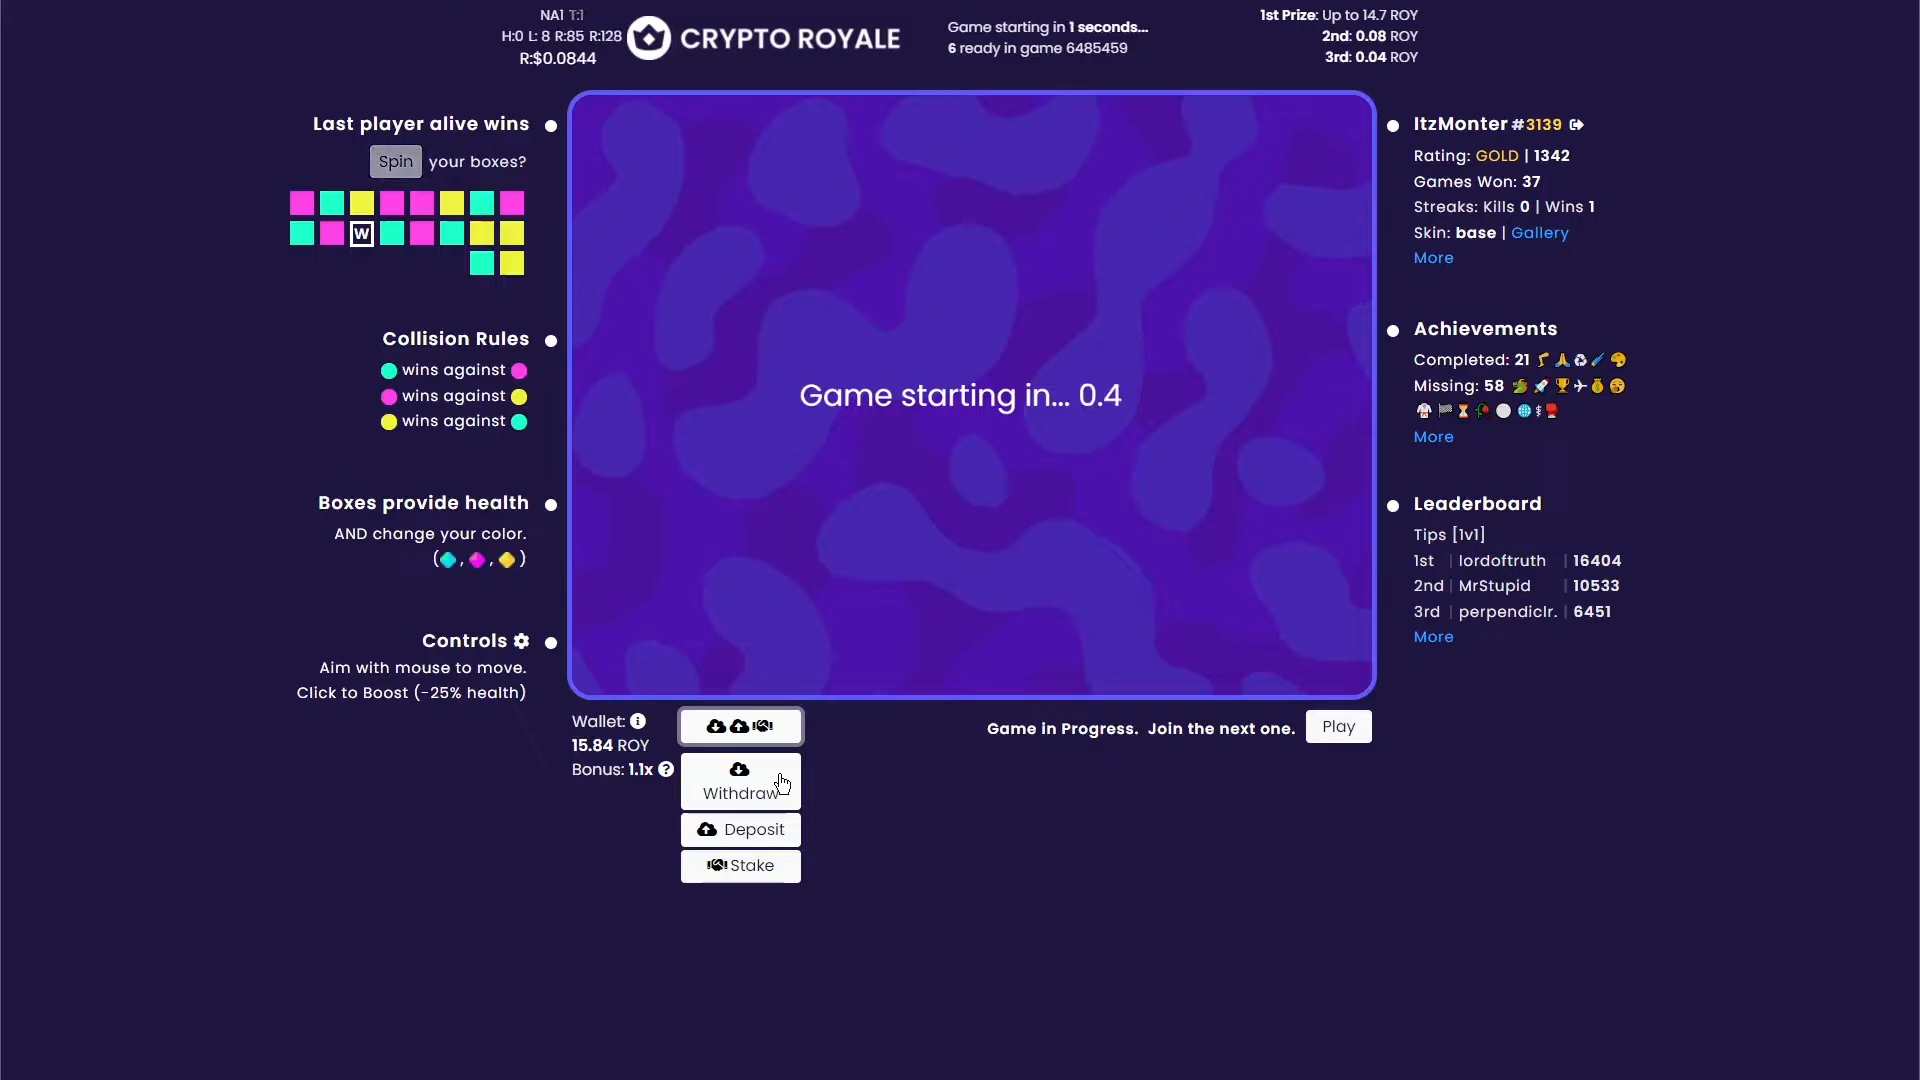 NA1 T:1
H:0 L: 8 R:85 R:128
R:$0.0844
CRYPTO ROYALE
Game starting in 1 seconds...
6 ready in game 6485459
1st Prize: Up to 14.7 ROY
2nd: 0.08 ROY
3rd: 0.04 ROY
Last player alive wins
Spin your boxes?
W
Collision Rules
wins against
wins against
wins against
Boxes provide health
AND change your color.
( , , )
Controls
Aim with mouse to move.
Click to Boost (-25% health)
Game starting in... 0.4
ItzMonter #3139
Rating: GOLD | 1342
Games Won: 37
Streaks: Kills 0 | Wins 1
Skin: base | Gallery
More
Achievements
Completed: 21
Missing: 58
More
Leaderboard
Tips [1v1]
1st | lordoftruth | 16404
2nd | MrStupid | 10533
3rd | perpendiclr. | 6451
More
Wallet:
15.84 ROY
Bonus: 1.1x
Withdraw
Deposit
Stake
Game in Progress. Join the next one.
Play